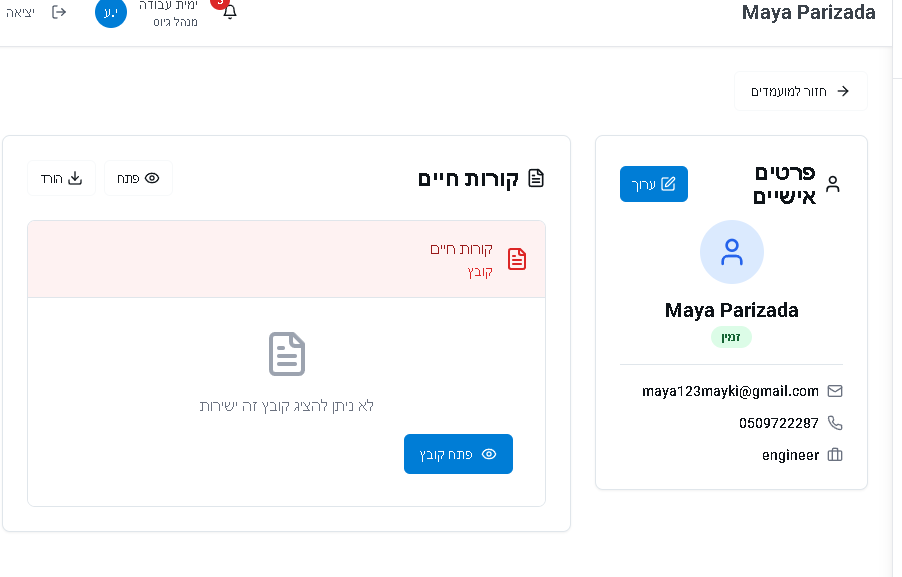 Maya Parizada
3
ימית עבודה
מנהל גיוס
י.ע
יציאה
חזור למועמדים
פרטים
אישיים
ערוך
Maya Parizada
זמין
maya123mayki@gmail.com
0509722287
engineer
קורות חיים
פתח
הורד
קורות חיים
קובץ
לא ניתן להציג קובץ זה ישירות
פתח קובץ